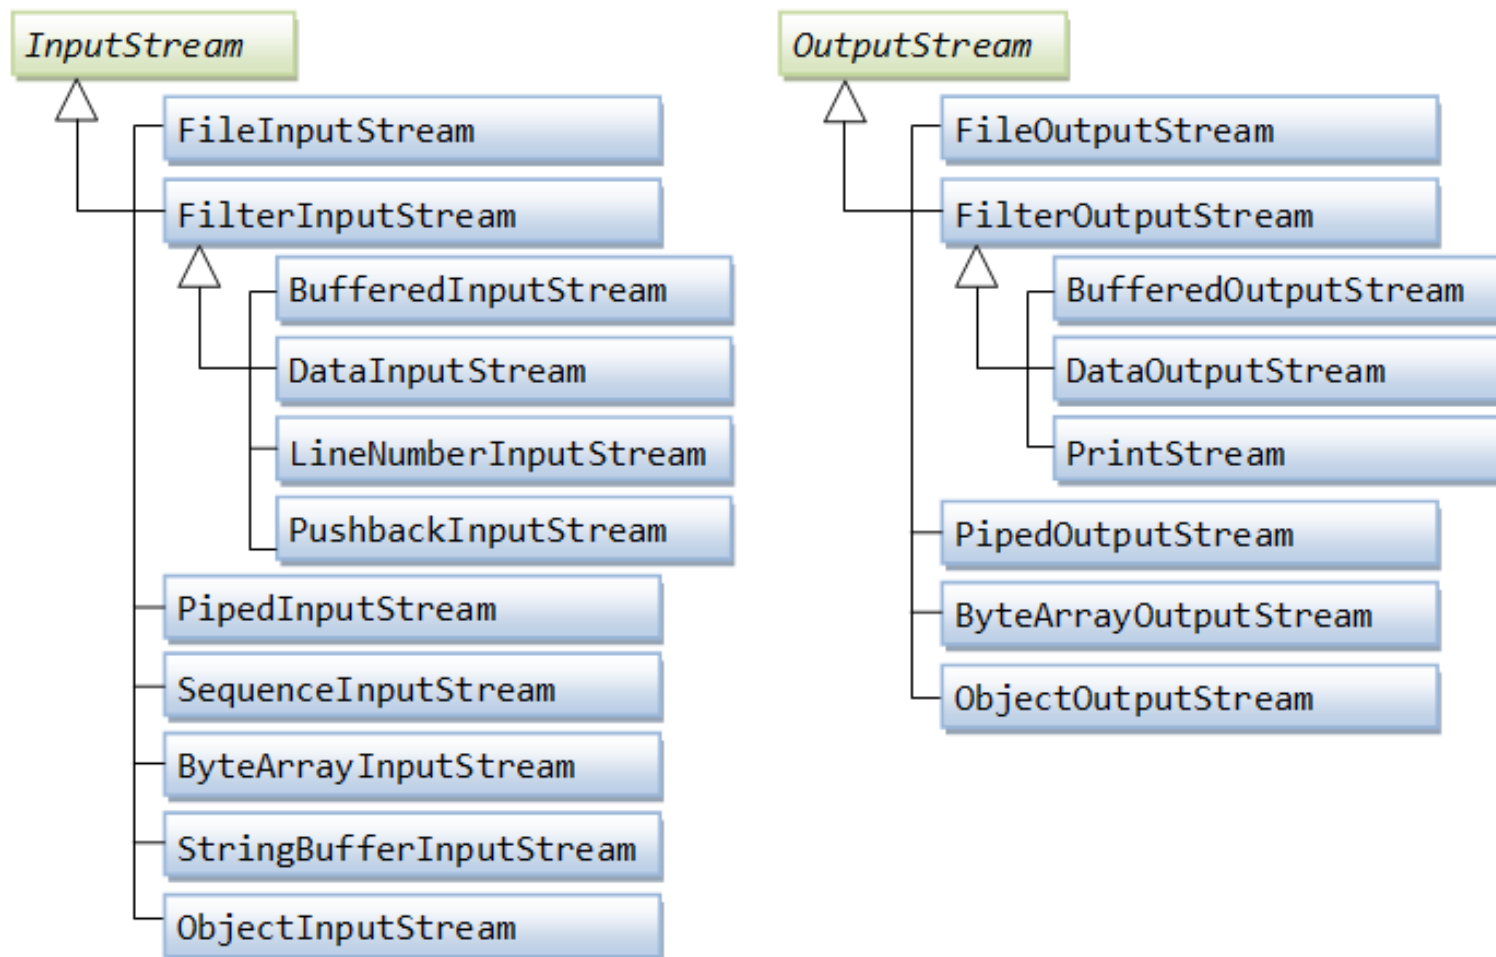 InputStream
FileInputStream
FilterInputStream
BufferedInputStream
DataInputStream
LineNumberInputStream
PushbackInputStream
PipedInputStream
SequenceInputStream
ByteArrayInputStream
StringBufferInputStream
ObjectInputStream
OutputStream
FileOutputStream
FilterOutputStream
BufferedOutputStream
DataOutputStream
PrintStream
PipedOutputStream
ByteArrayOutputStream
ObjectOutputStream